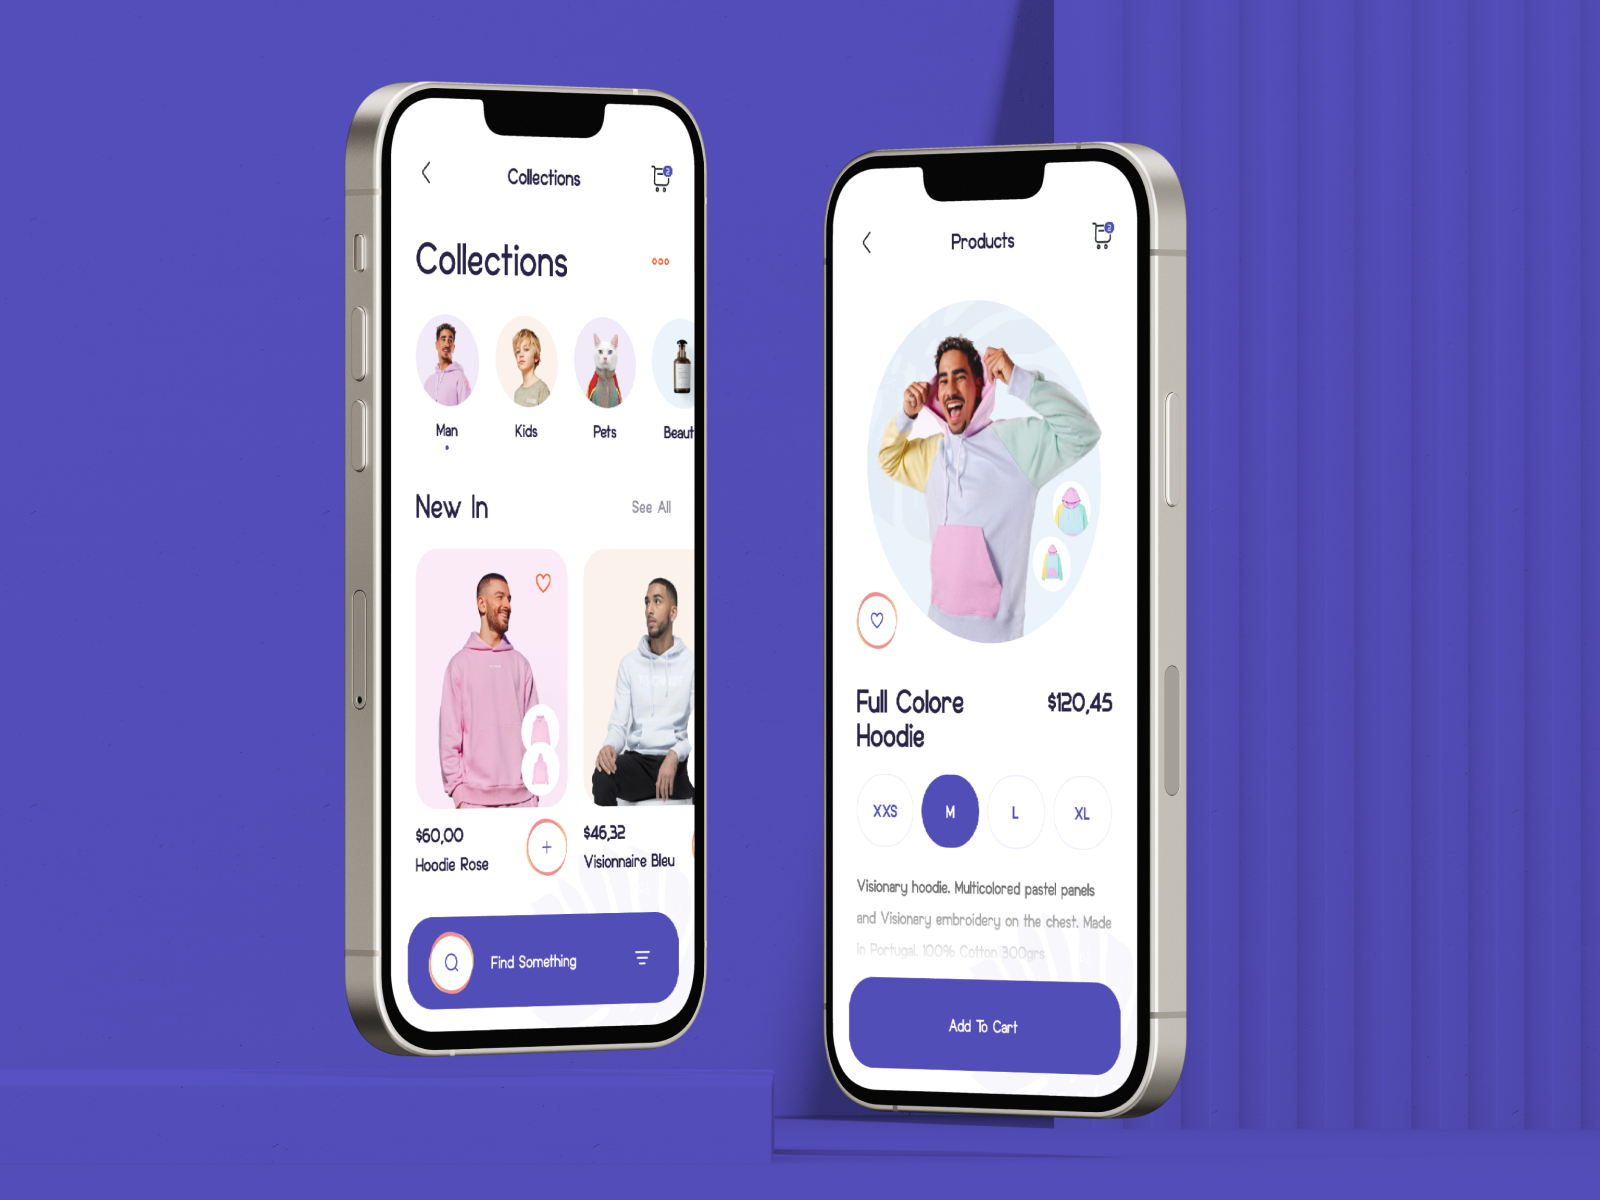 Collections
2
Collections
Man
Kids
Pets
Beaut
New In
See All
$60,00
Hoodie Rose
$46,32
Visionnaire Bleu
Find Something
Products
2
Full Colore
Hoodie
$120,45
XXS
M
L
XL
Visionary hoodie. Multicolored pastel panels
and Visionary embroidery on the chest. Made
in Portugal. 100% Cotton 300grs
Add To Cart